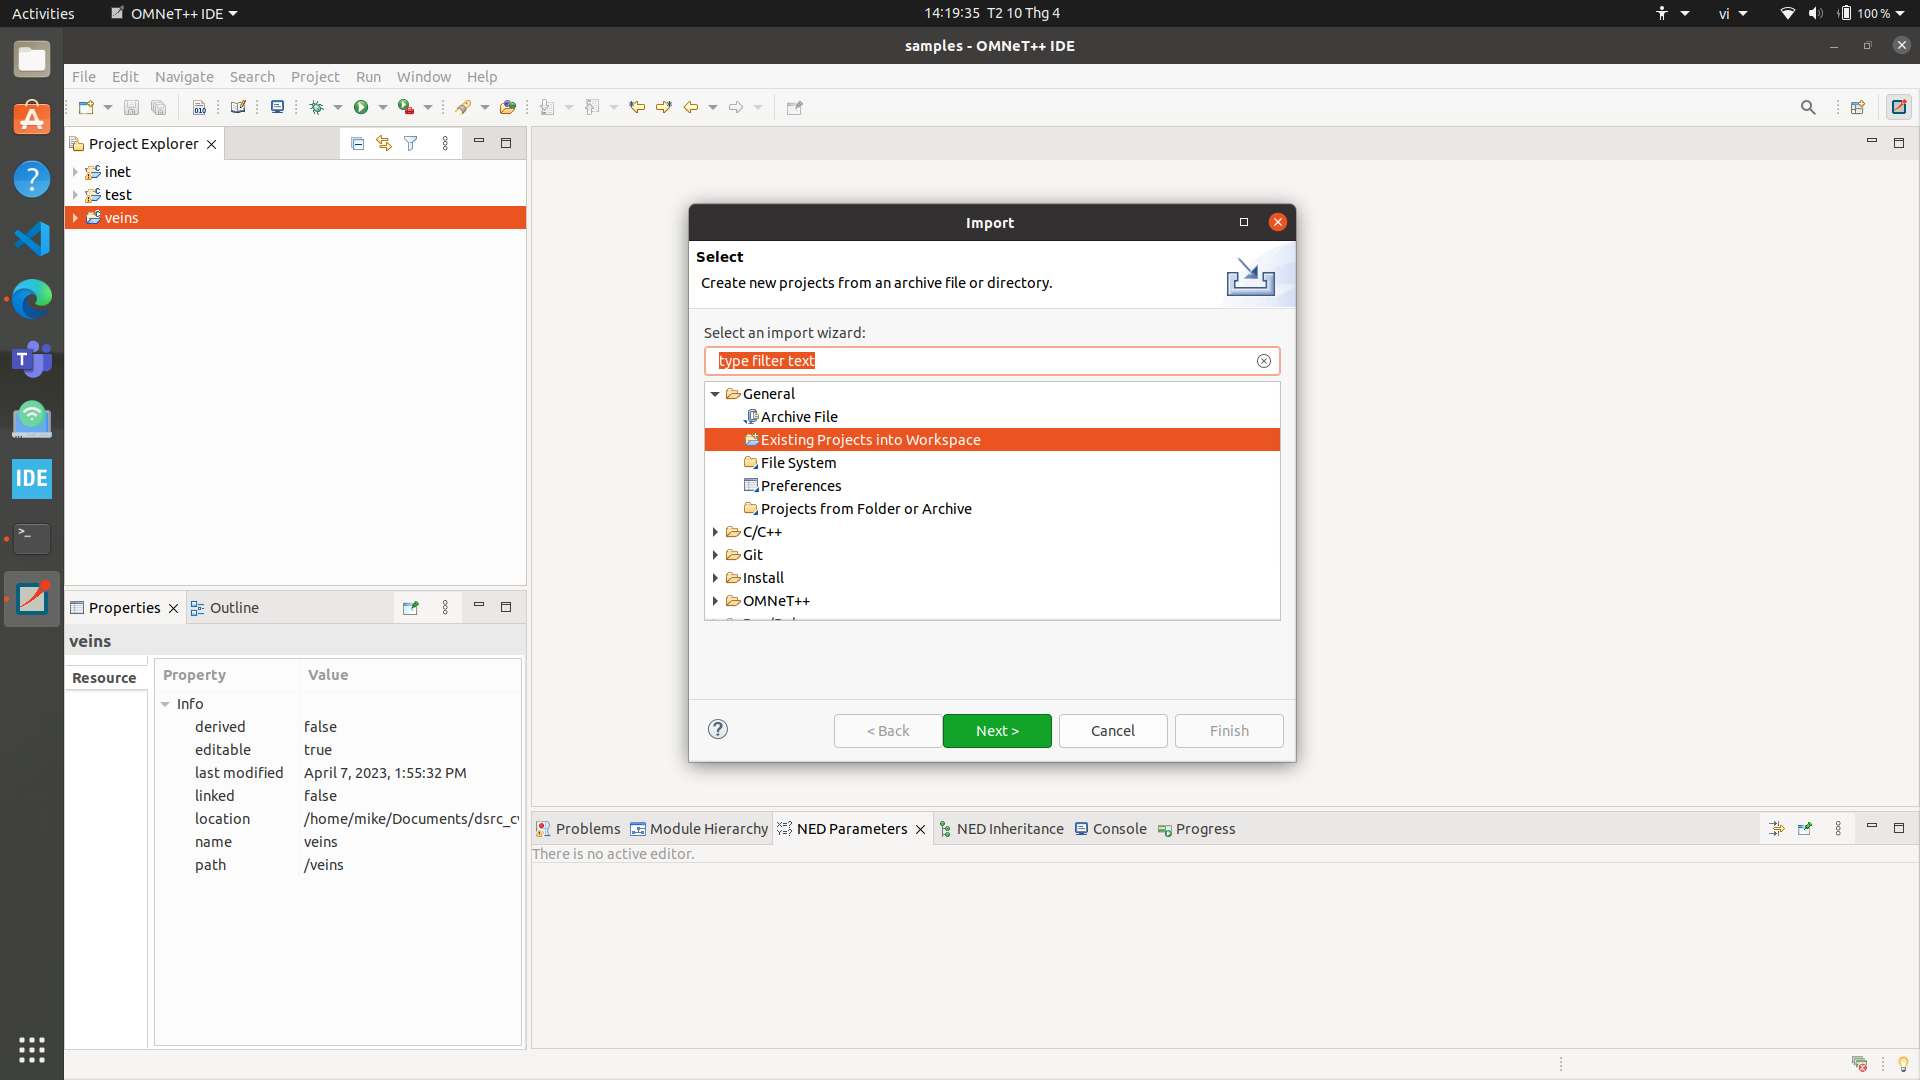 Activities
OMNeT++ IDE
14:19:35 T2 10 Thg 4
vi
100 %
samples - OMNeT++ IDE
File Edit Navigate Search Project Run Window Help
Project Explorer
inet
test
veins
Import
Select
Create new projects from an archive file or directory.
Select an import wizard:
type filter text
General
Archive File
Existing Projects into Workspace
File System
Preferences
Projects from Folder or Archive
C/C++
Git
Install
OMNeT++
< Back
Next >
Cancel
Finish
IDE
Properties
Outline
veins
Resource
Property Value
Info
derived false
editable true
last modified April 7, 2023, 1:55:32 PM
linked false
location /home/mike/Documents/dsrc_
name veins
path /veins
Problems
Module Hierarchy
NED Parameters
NED Inheritance
Console
Progress
There is no active editor.